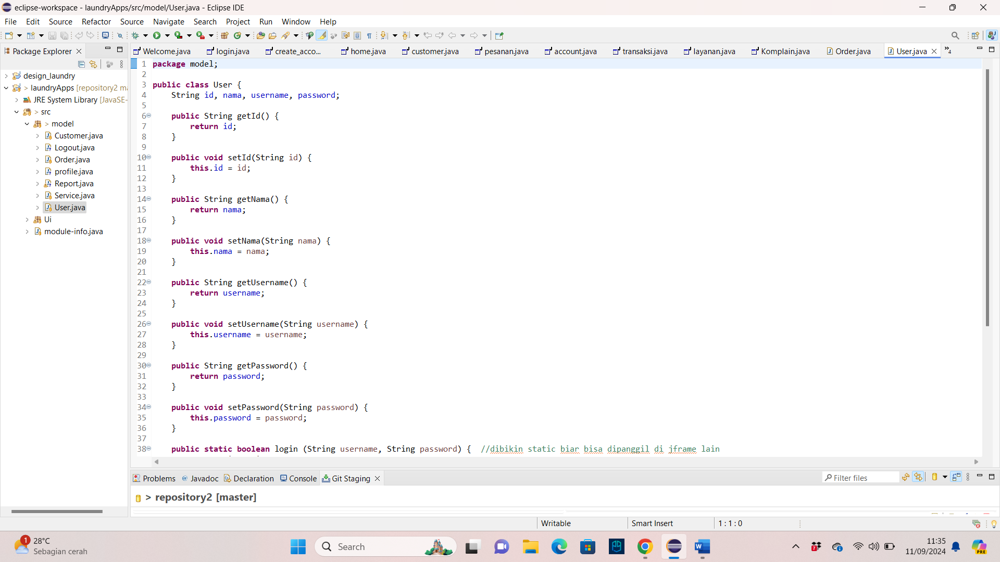 eclipse-workspace - laundryApps/src/model/User.java - Eclipse IDE
File Edit Source Refactor Source Navigate Search Project Run Window Help
Package Explorer
Welcome.java login.java create_acco... home.java customer.java pesanan.java account.java transaksi.java layanan.java Komplain.java Order.java User.java 4
design_laundry
> laundryApps [repository2 ma
JRE System Library [JavaSE-
> src
> model
Customer.java
Logout.java
Order.java
profile.java
Report.java
Service.java
User.java
Ui
module-info.java
1 package model;
2
3 public class User {
4 String id, nama, username, password;
5
6 public String getId() {
7 return id;
8 }
9
10 public void setId(String id) {
11 this.id = id;
12 }
13
14 public String getNama() {
15 return nama;
16 }
17
18 public void setNama(String nama) {
19 this.nama = nama;
20 }
21
22 public String getUsername() {
23 return username;
24 }
25
26 public void setUsername(String username) {
27 this.username = username;
28 }
29
30 public String getPassword() {
31 return password;
32 }
33
34 public void setPassword(String password) {
35 this.password = password;
36 }
37
38 public static boolean login (String username, String password) { //dibikin static biar bisa dipanggil di jframe lain
Problems @ Javadoc Declaration Console Git Staging Filter files
> repository2 [master]
Writable Smart Insert 1 : 1 : 0
1 28°C
Sebagian cerah
Search
7
11:35
11/09/2024
PRE